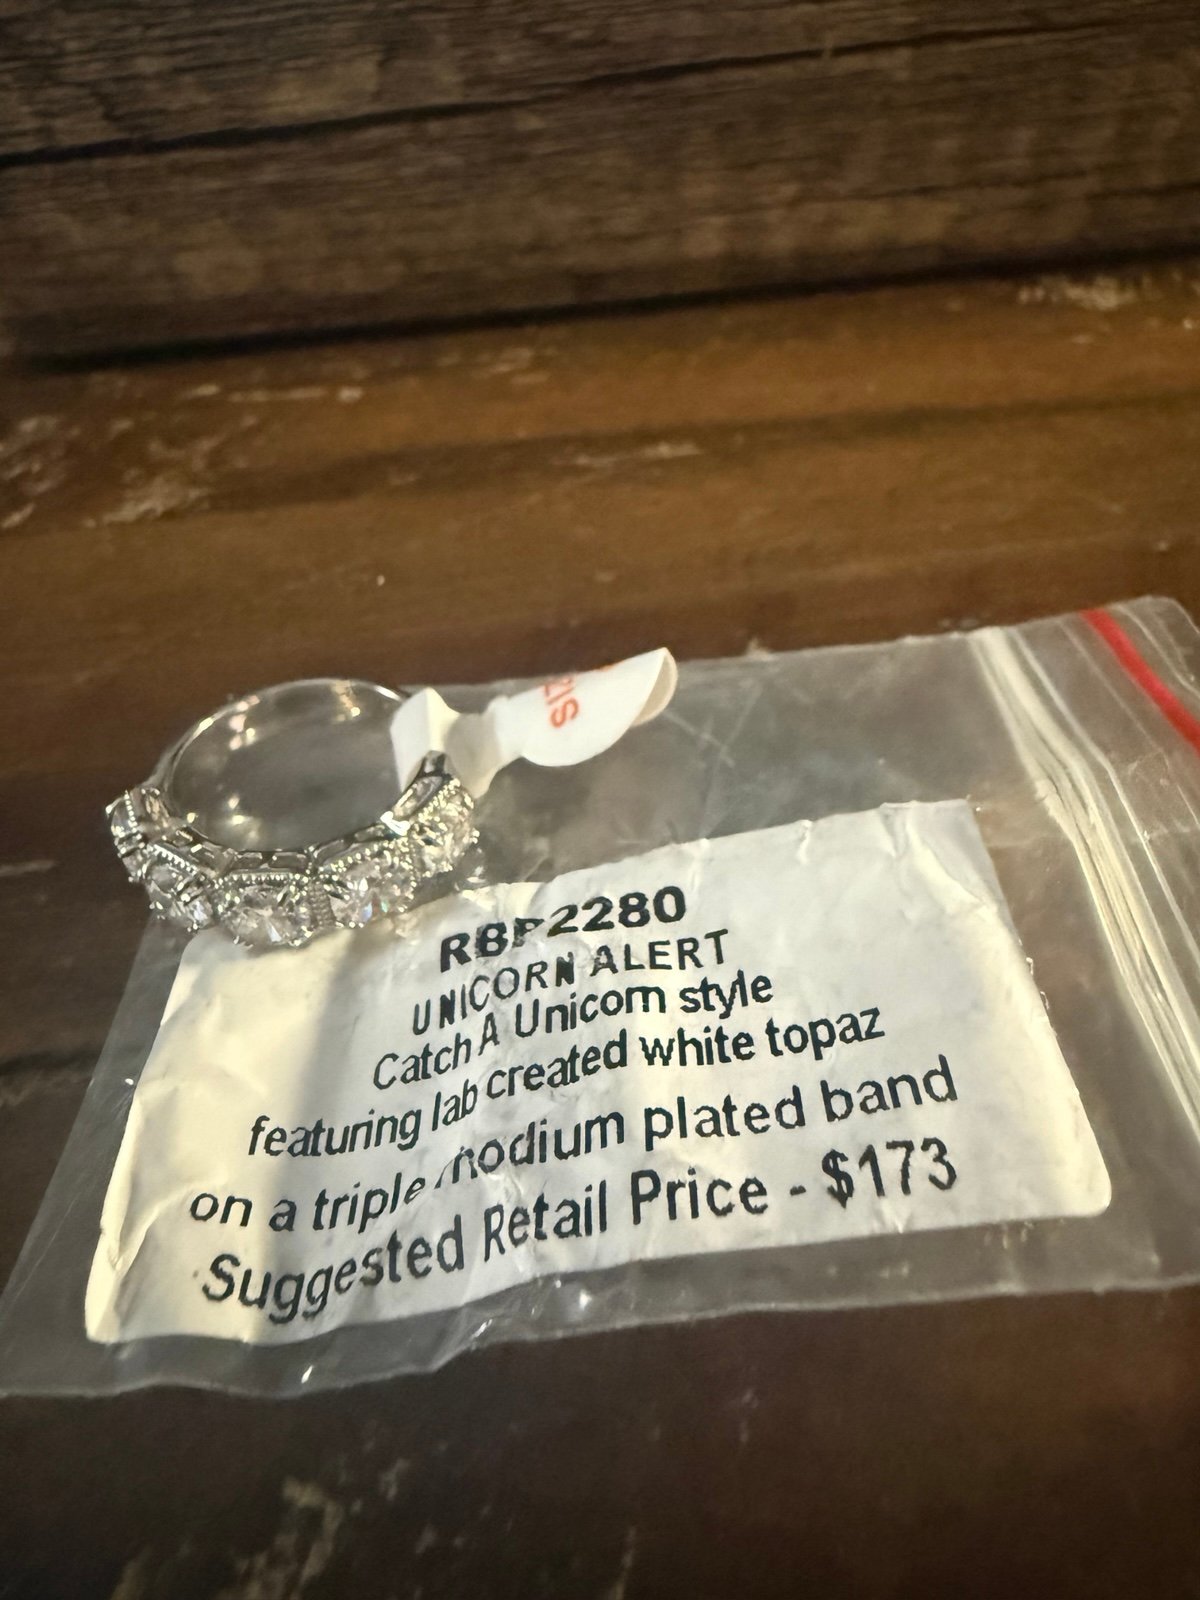 RBP2280
UNICORN ALERT
Catch A Unicorn style
featuring lab created white topaz
on a triple rhodium plated band
Suggested Retail Price - $173